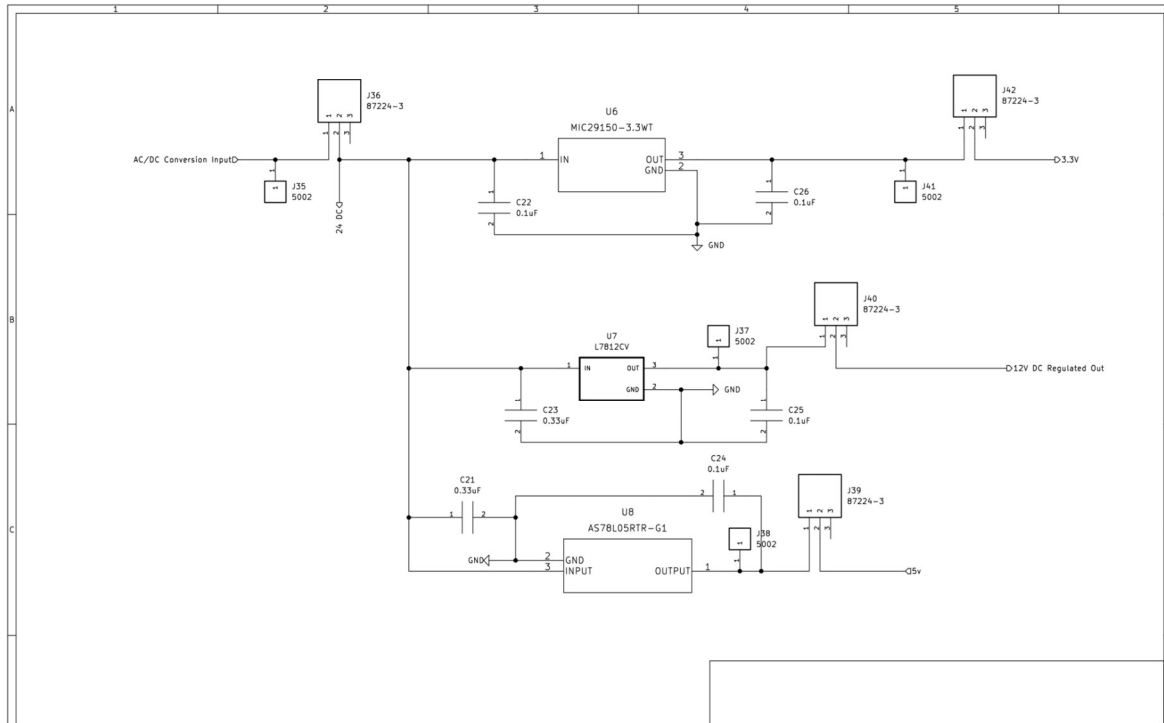 1 2 3 4 5
A
B
C
J36
87224-3
1 2 3
AC/DC Conversion Input
1
1
J35
5002
24 DC
U6
MIC29150-3.3WT
1 IN
OUT 3
GND 2
1
C22
0.1uF
2
1
C26
0.1uF
2
GND
J42
87224-3
1 2 3
1
1
J41
5002
3.3V
U7
L7812CV
1 IN
OUT 3
GND 2
1
C23
0.33uF
2
GND
1
1
J37
5002
1
C25
0.1uF
2
J40
87224-3
1 2 3
12V DC Regulated Out
C21
0.33uF
1 2
C24
0.1uF
2 1
U8
AS78L05RTR-G1
GND
2 GND
3 INPUT
OUTPUT 1
1
1
J38
5002
J39
87224-3
1 2 3
5v